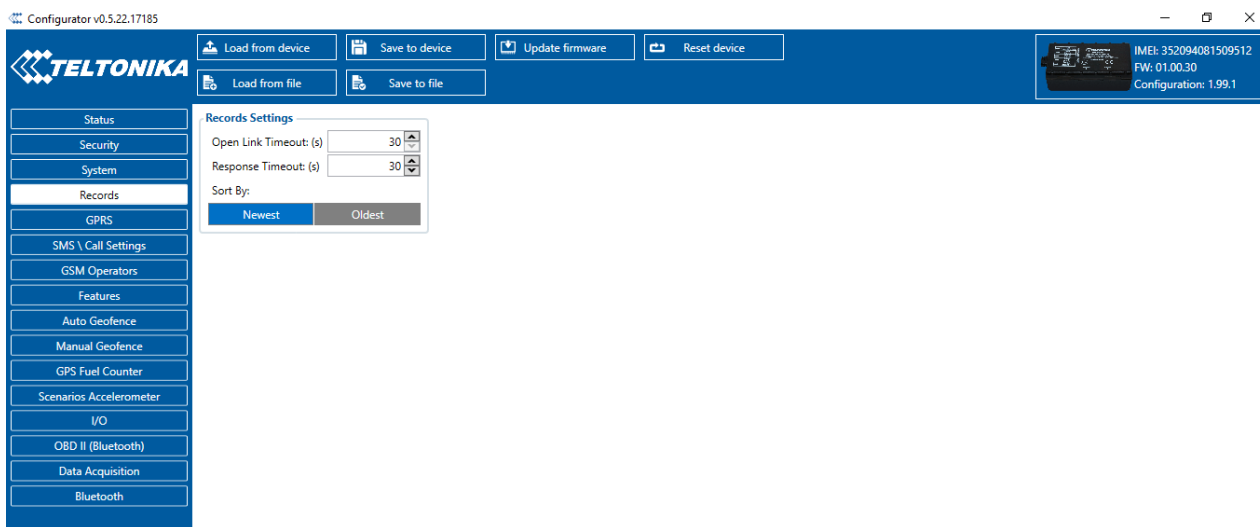 Configurator v0.5.22.17185
TELTONIKA
Load from device
Save to device
Update firmware
Reset device
Load from file
Save to file
IMEI: 352094081509512
FW: 01.00.30
Configuration: 1.99.1
Status
Security
System
Records
GPRS
SMS \ Call Settings
GSM Operators
Features
Auto Geofence
Manual Geofence
GPS Fuel Counter
Scenarios Accelerometer
I/O
OBD II (Bluetooth)
Data Acquisition
Bluetooth
Records Settings
Open Link Timeout: (s) 30
Response Timeout: (s) 30
Sort By:
Newest Oldest